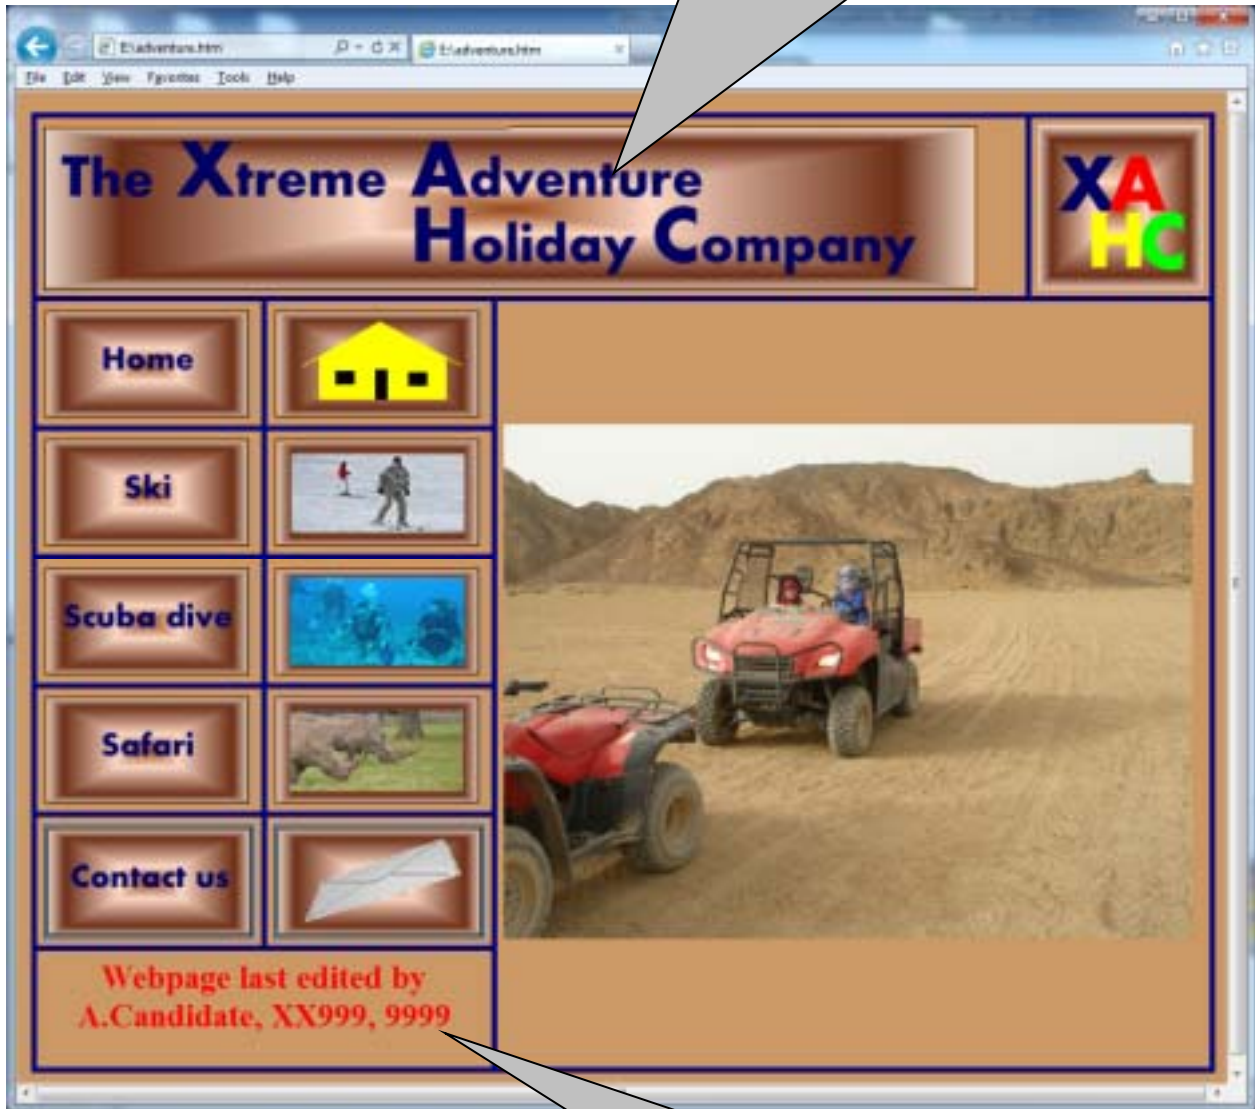 E:\adventure.htm
E:\adventure.htm
File Edit View Favorites Tools Help
The Xtreme Adventure
Holiday Company
XA
HC
Home
Ski
Scuba dive
Safari
Contact us
Webpage last edited by
A.Candidate, XX999, 9999